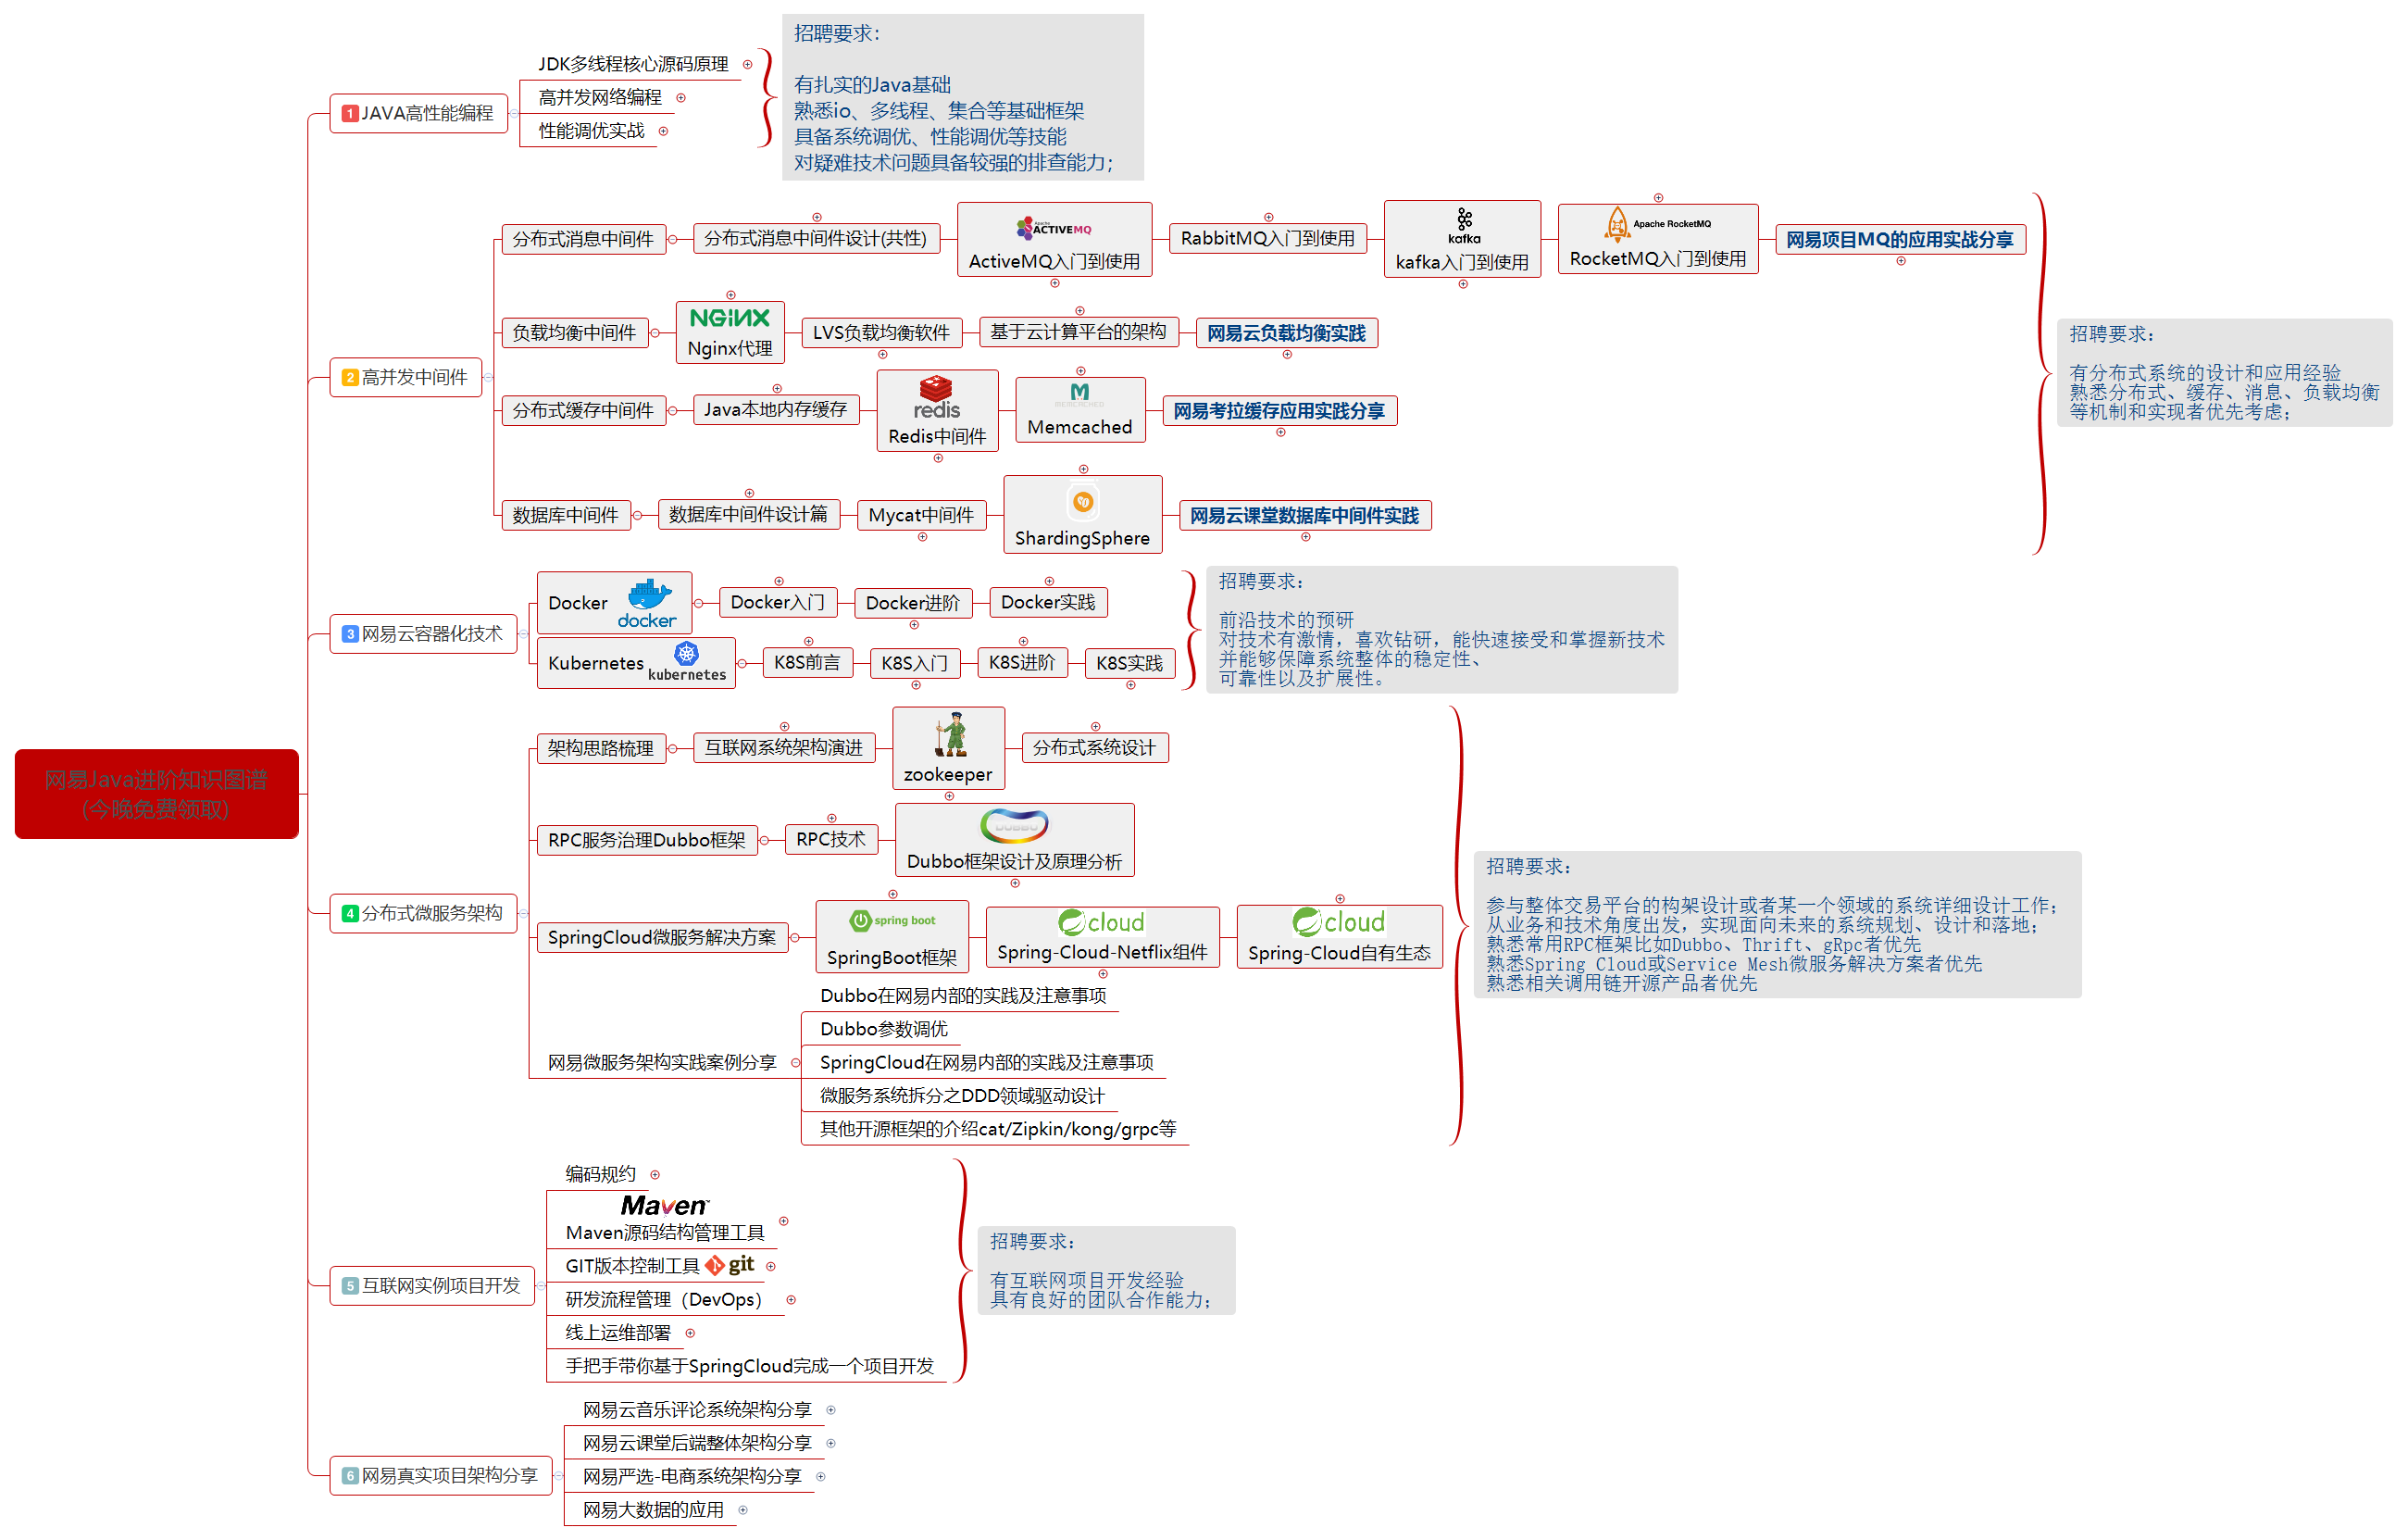 网易Java进阶知识图谱
(今晚免费领取)
1 JAVA高性能编程
JDK多线程核心源码原理
高并发网络编程
性能调优实战
招聘要求：
有扎实的Java基础
熟悉io、多线程、集合等基础框架
具备系统调优、性能调优等技能
对疑难技术问题具备较强的排查能力；
2 高并发中间件
分布式消息中间件
分布式消息中间件设计(共性)
Apache
ACTIVEMQ
ActiveMQ入门到使用
RabbitMQ入门到使用
kafka
kafka入门到使用
Apache RocketMQ
RocketMQ入门到使用
网易项目MQ的应用实战分享
负载均衡中间件
NGINX
Nginx代理
LVS负载均衡软件
基于云计算平台的架构
网易云负载均衡实践
分布式缓存中间件
Java本地内存缓存
redis
Redis中间件
MEMCACHED
Memcached
网易考拉缓存应用实践分享
数据库中间件
数据库中间件设计篇
Mycat中间件
ShardingSphere
网易云课堂数据库中间件实践
招聘要求：
有分布式系统的设计和应用经验
熟悉分布式、缓存、消息、负载均衡
等机制和实现者优先考虑；
3 网易云容器化技术
Docker
docker
Docker入门
Docker进阶
Docker实践
Kubernetes
kubernetes
K8S前言
K8S入门
K8S进阶
K8S实践
招聘要求：
前沿技术的预研
对技术有激情，喜欢钻研，能快速接受和掌握新技术
并能够保障系统整体的稳定性、
可靠性以及扩展性。
4 分布式微服务架构
架构思路梳理
互联网系统架构演进
zookeeper
分布式系统设计
RPC服务治理Dubbo框架
RPC技术
DUBBO
Dubbo框架设计及原理分析
SpringCloud微服务解决方案
spring boot
SpringBoot框架
cloud
Spring-Cloud-Netflix组件
cloud
Spring-Cloud自有生态
网易微服务架构实践案例分享
Dubbo在网易内部的实践及注意事项
Dubbo参数调优
SpringCloud在网易内部的实践及注意事项
微服务系统拆分之DDD领域驱动设计
其他开源框架的介绍cat/Zipkin/kong/grpc等
招聘要求：
参与整体交易平台的构架设计或者某一个领域的系统详细设计工作；
从业务和技术角度出发，实现面向未来的系统规划、设计和落地；
熟悉常用RPC框架比如Dubbo、Thrift、gRpc者优先
熟悉Spring Cloud或Service Mesh微服务解决方案者优先
熟悉相关调用链开源产品者优先
5 互联网实例项目开发
编码规约
Maven™
Maven源码结构管理工具
GIT版本控制工具 git
研发流程管理（DevOps）
线上运维部署
手把手带你基于SpringCloud完成一个项目开发
招聘要求：
有互联网项目开发经验
具有良好的团队合作能力；
6 网易真实项目架构分享
网易云音乐评论系统架构分享
网易云课堂后端整体架构分享
网易严选-电商系统架构分享
网易大数据的应用